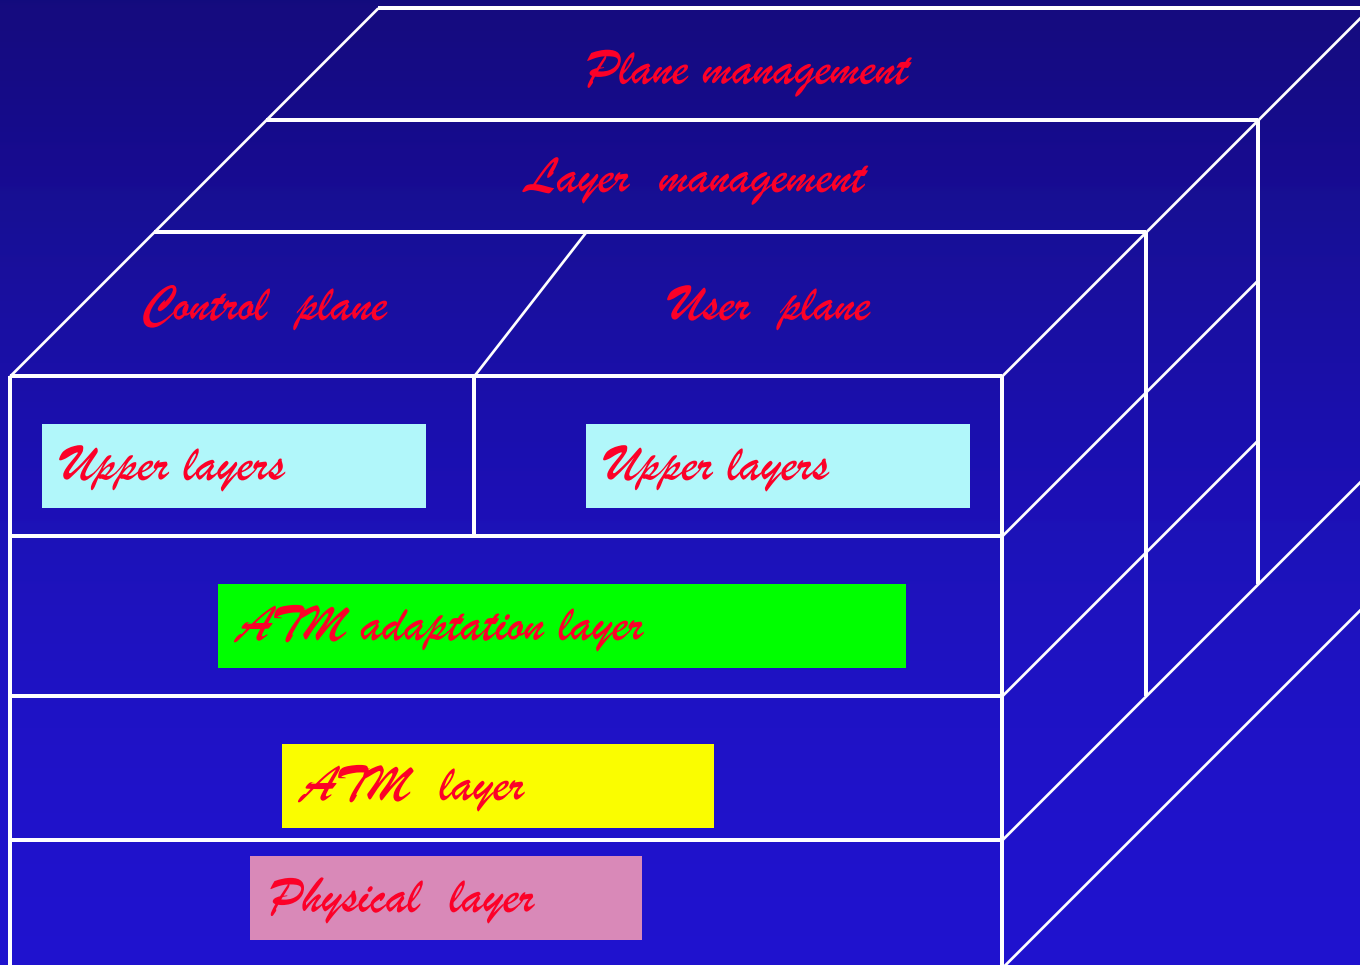 Plane management
Layer management
Control plane
User plane
Upper layers
Upper layers
ATM adaptation layer
ATM layer
Physical layer